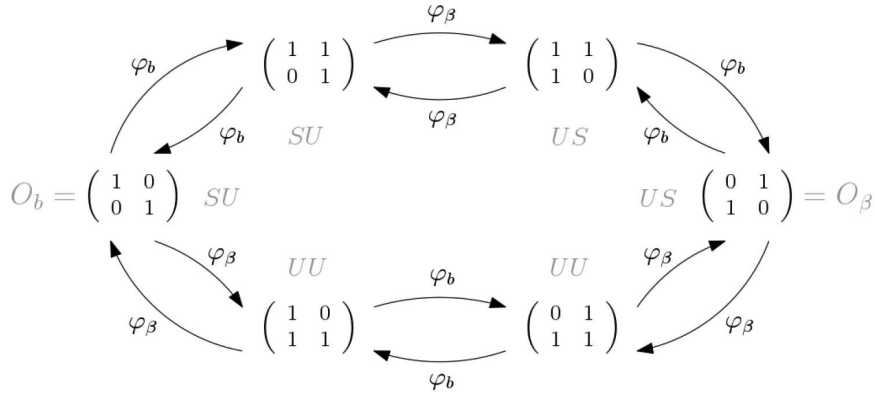 φ_β
( 1 1 ) ( 1 1 )
( 0 1 ) ( 1 0 )
φ_b φ_b
φ_β
φ_b φ_b
SU US
O_b = ( 1 0 ) SU US ( 0 1 ) = O_β
( 0 1 ) ( 1 0 )
φ_β UU UU φ_β
φ_b
φ_β φ_β
( 1 0 ) ( 0 1 )
( 1 1 ) ( 1 1 )
φ_b